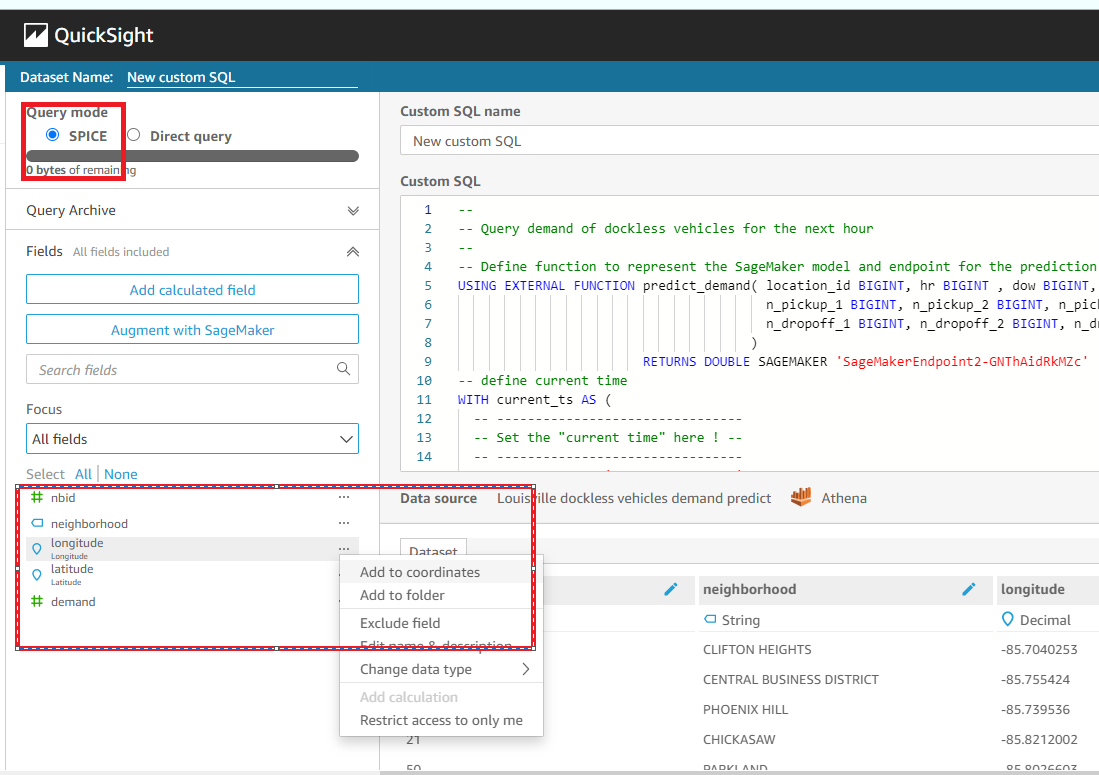 QuickSight
Dataset Name: New custom SQL
Query mode
SPICE Direct query
0 bytes of remaining
Query Archive
Fields All fields included
Add calculated field
Augment with SageMaker
Search fields
Focus
All fields
Select All None
nbid
neighborhood
longitude
Longitude
latitude
Latitude
demand
Add to coordinates
Add to folder
Exclude field
Edit name & description
Change data type
Add calculation
Restrict access to only me
Custom SQL name
New custom SQL
Custom SQL
1 --
2 -- Query demand of dockless vehicles for the next hour
3 --
4 -- Define function to represent the SageMaker model and endpoint for the prediction
5 USING EXTERNAL FUNCTION predict_demand( location_id BIGINT, hr BIGINT , dow BIGINT,
6 n_pickup_1 BIGINT, n_pickup_2 BIGINT, n_pick
7 n_dropoff_1 BIGINT, n_dropoff_2 BIGINT, n_dr
8 )
9 RETURNS DOUBLE SAGEMAKER 'SageMakerEndpoint2-GNThAidRkMZc'
10 -- define current time
11 WITH current_ts AS (
12 -- -------------------------------
13 -- Set the "current time" here ! --
14 -- -------------------------------
Data source Louisville dockless vehicles demand predict Athena
Dataset
neighborhood longitude
String Decimal
CLIFTON HEIGHTS -85.7040253
CENTRAL BUSINESS DISTRICT -85.755424
PHOENIX HILL -85.739536
21 CHICKASAW -85.8212002
50 PARKLAND -85.8026603